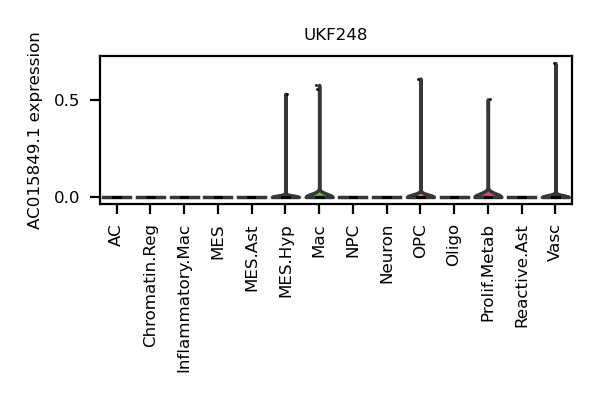 UKF248
AC015849.1 expression
0.5
0.0
AC
Chromatin.Reg
Inflammatory.Mac
MES
MES.Ast
MES.Hyp
Mac
NPC
Neuron
OPC
Oligo
Prolif.Metab
Reactive.Ast
Vasc